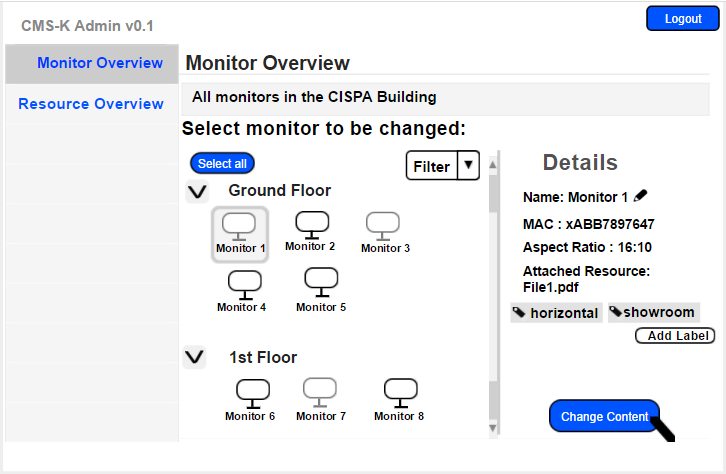 CMS-K Admin v0.1
Logout
Monitor Overview
Resource Overview
Monitor Overview
All monitors in the CISPA Building
Select monitor to be changed:
Select all
Filter
Ground Floor
Monitor 1
Monitor 2
Monitor 3
Monitor 4
Monitor 5
1st Floor
Monitor 6
Monitor 7
Monitor 8
Details
Name: Monitor 1
MAC : xABB7897647
Aspect Ratio : 16:10
Attached Resource:
File1.pdf
horizontal
showroom
Add Label
Change Content